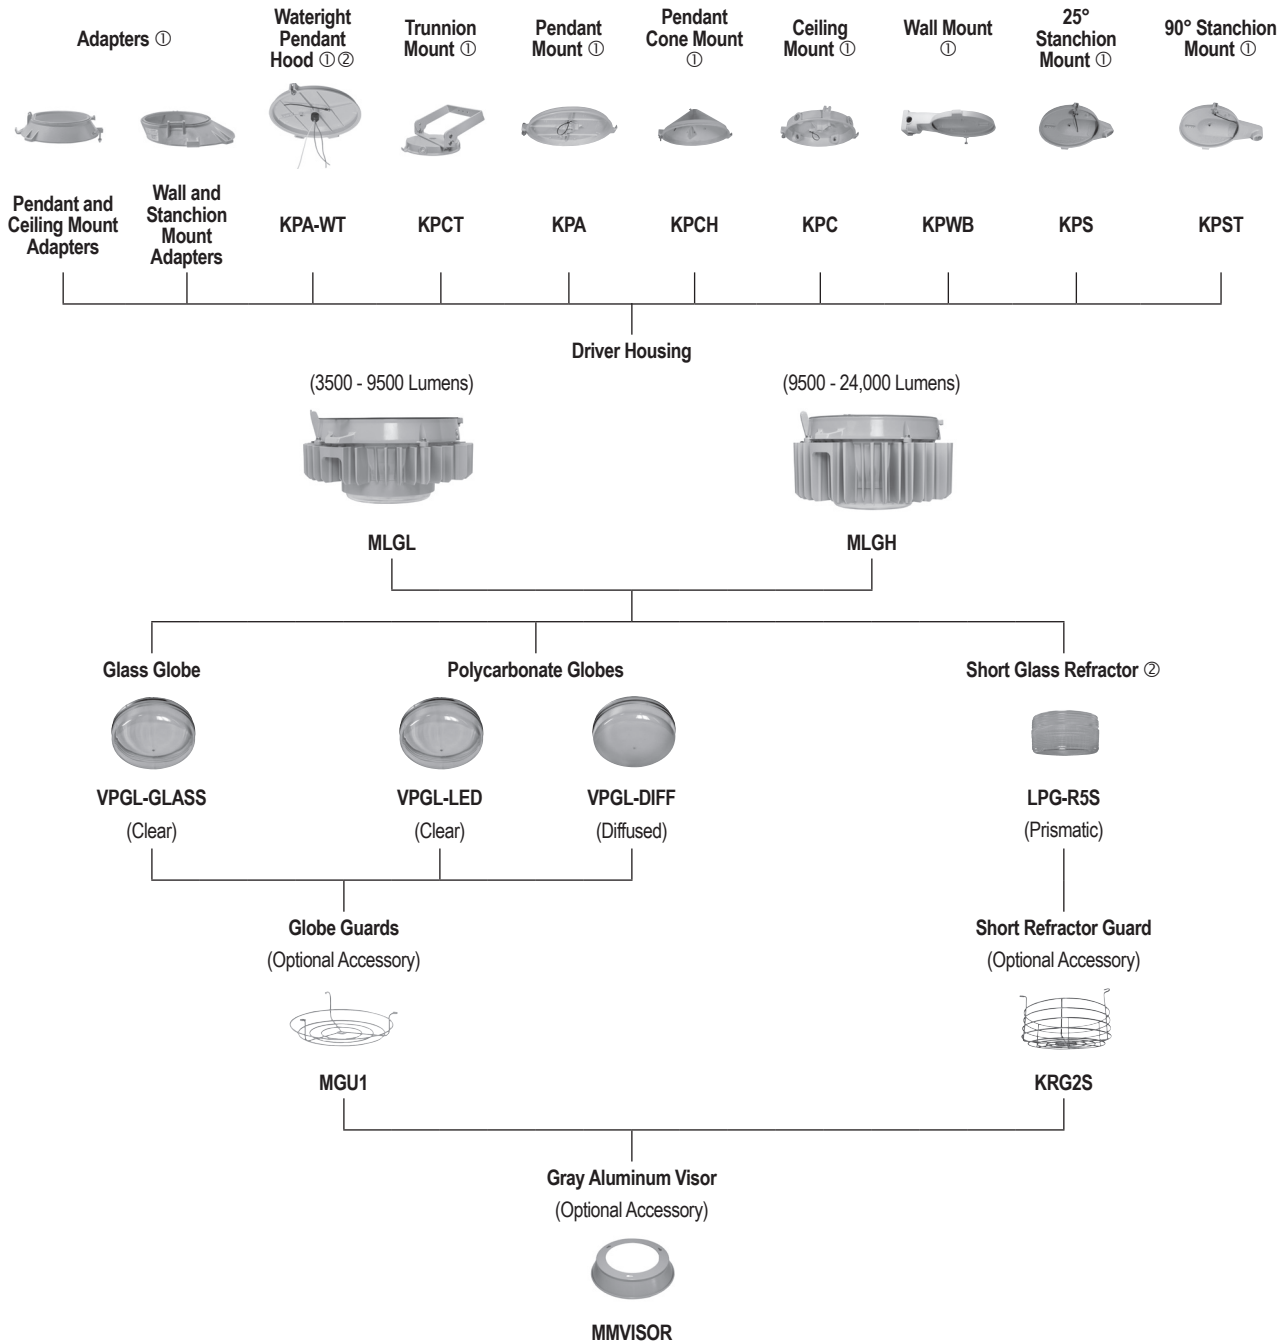 Adapters ①
Wateright
Pendant
Hood ①②
Trunnion
Mount ①
Pendant
Mount ①
Pendant
Cone Mount
①
Ceiling
Mount ①
Wall Mount
①
25°
Stanchion
Mount ①
90° Stanchion
Mount ①
Pendant and
Ceiling Mount
Adapters
Wall and
Stanchion
Mount
Adapters
KPA-WT
KPCT
KPA
KPCH
KPC
KPWB
KPS
KPST
Driver Housing
(3500 - 9500 Lumens)
(9500 - 24,000 Lumens)
MLGL
MLGH
Glass Globe
Polycarbonate Globes
Short Glass Refractor ②
VPGL-GLASS
VPGL-LED
VPGL-DIFF
LPG-R5S
(Clear)
(Clear)
(Diffused)
(Prismatic)
Globe Guards
Short Refractor Guard
(Optional Accessory)
(Optional Accessory)
MGU1
KRG2S
Gray Aluminum Visor
(Optional Accessory)
MMVISOR